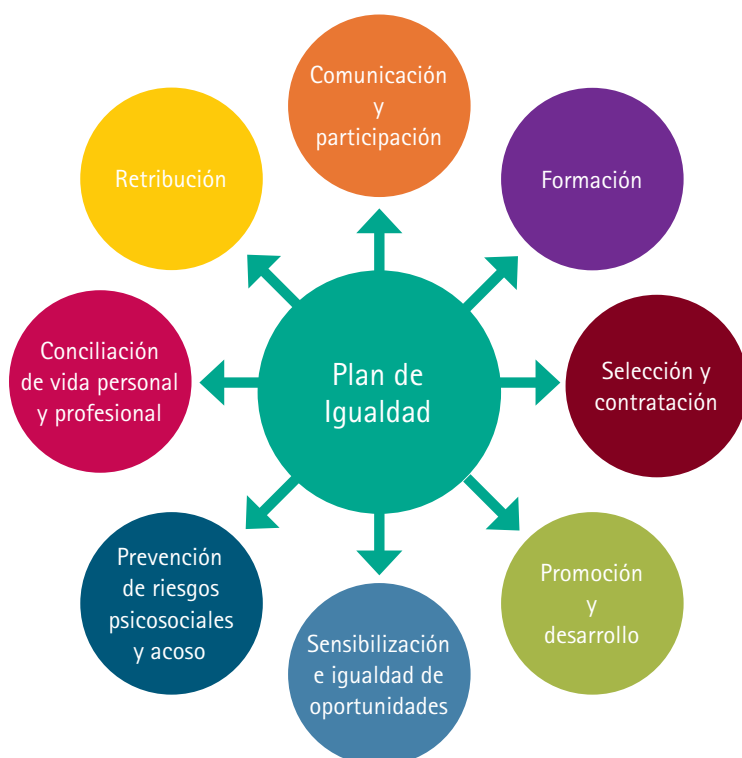 Comunicación
y
participación
Formación
Selección y
contratación
Promoción
y
desarrollo
Sensibilización
e igualdad de
oportunidades
Prevención
de riesgos
psicosociales
y acoso
Conciliación
de vida personal
y profesional
Retribución
Plan de
Igualdad